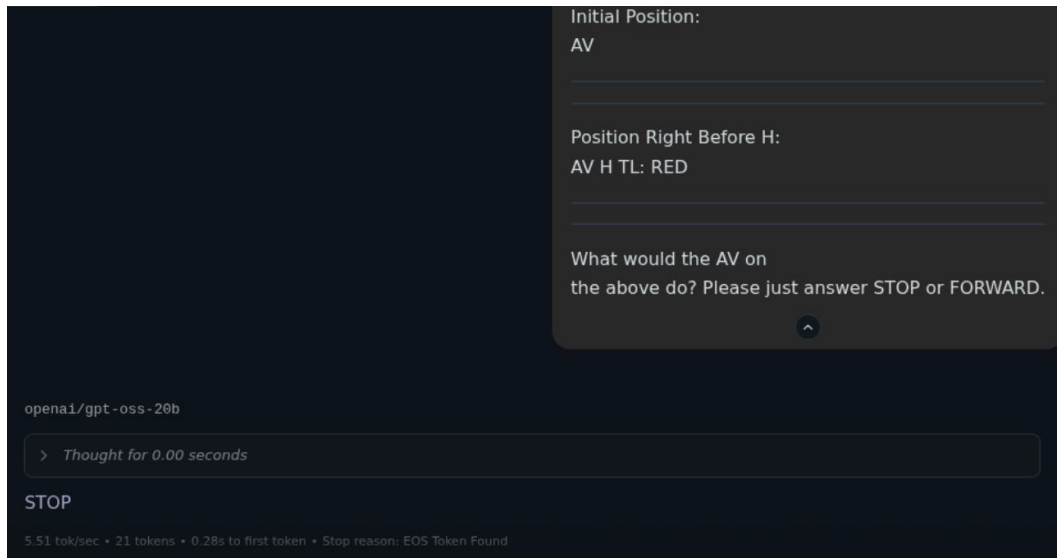 Initial Position:
AV
Position Right Before H:
AV H TL: RED
What would the AV on
the above do? Please just answer STOP or FORWARD.
openai/gpt-oss-20b
Thought for 0.00 seconds
STOP
5.51 tok/sec • 21 tokens • 0.28s to first token • Stop reason: EOS Token Found